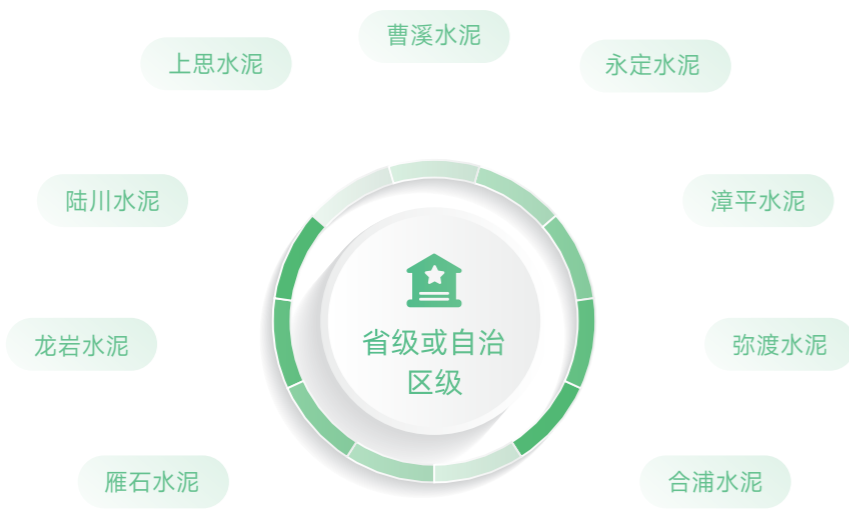 曹溪水泥
上思水泥
永定水泥
陆川水泥
漳平水泥
省级或自治
区级
龙岩水泥
弥渡水泥
雁石水泥
合浦水泥